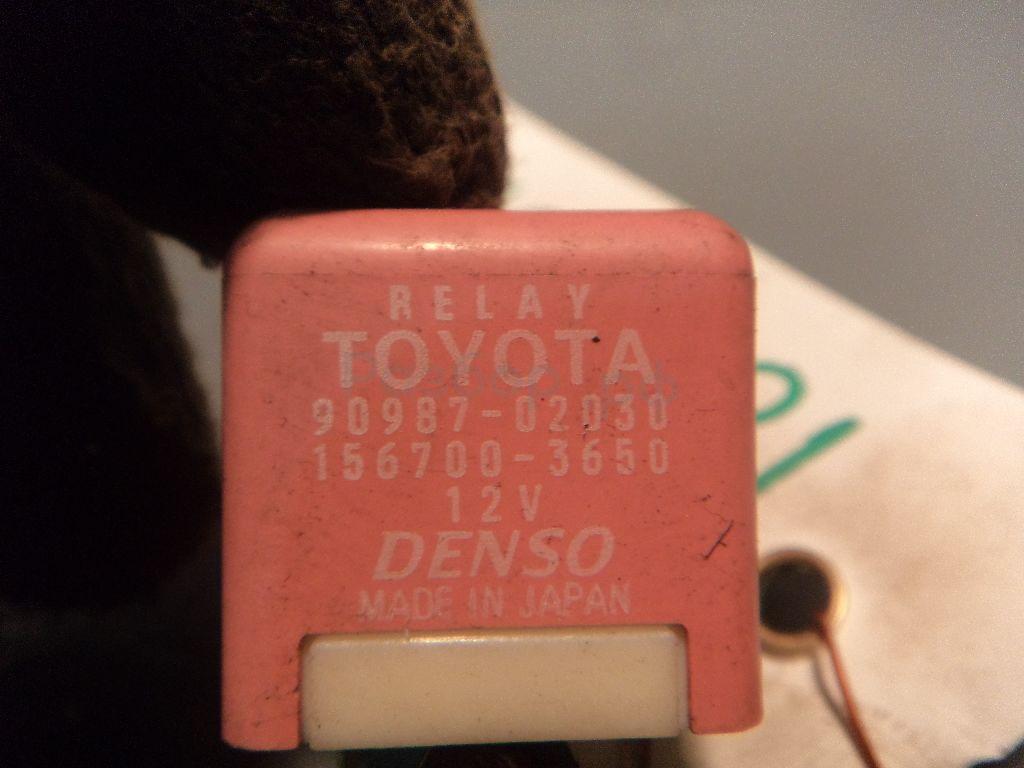 RELAY
TOYOTA
90987-02030
156700-3650
12V
DENSO
MADE IN JAPAN